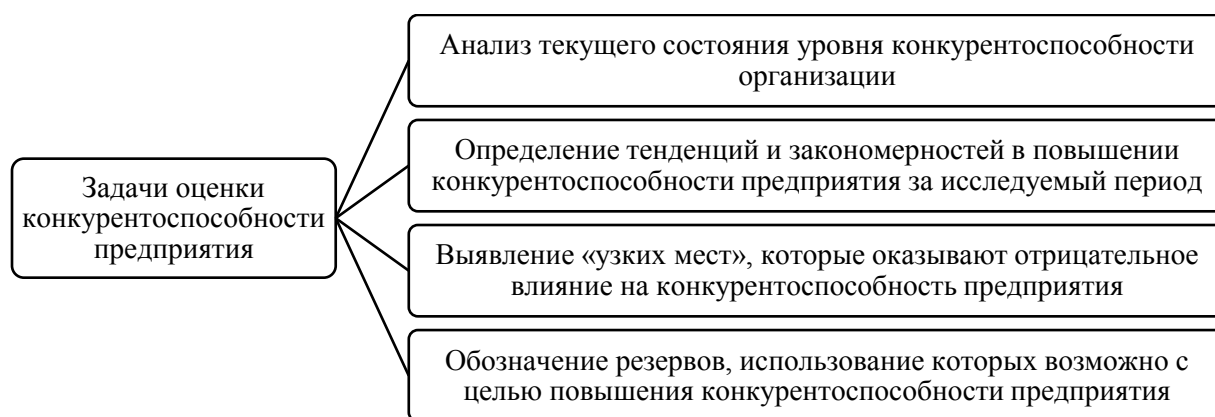 Задачи оценки
конкурентоспособности
предприятия
Анализ текущего состояния уровня конкурентоспособности
организации
Определение тенденций и закономерностей в повышении
конкурентоспособности предприятия за исследуемый период
Выявление «узких мест», которые оказывают отрицательное
влияние на конкурентоспособность предприятия
Обозначение резервов, использование которых возможно с
целью повышения конкурентоспособности предприятия